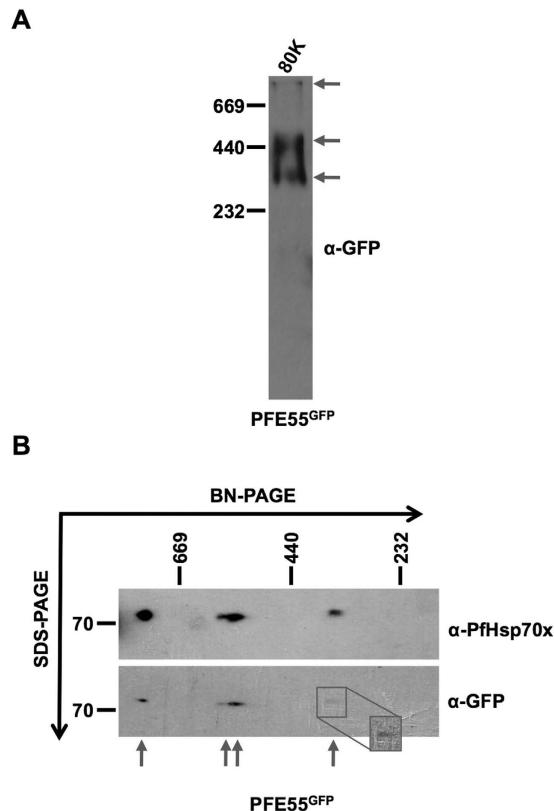 A
80K
669
440
232
α-GFP
PFE55GFP
B
BN-PAGE
669
440
232
SDS-PAGE
70
α-PfHsp70x
70
α-GFP
PFE55GFP